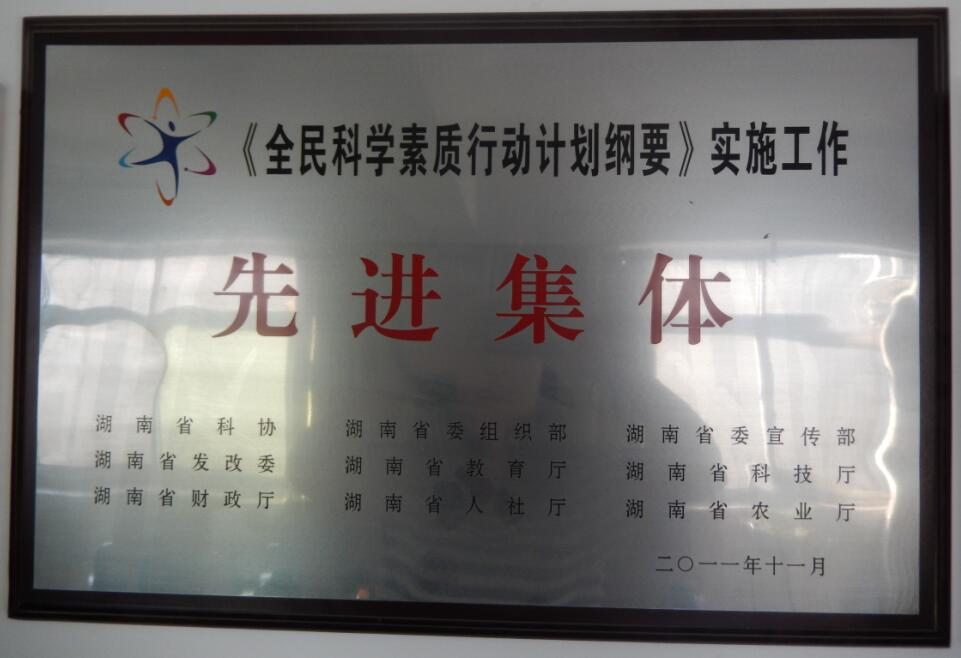 《全民科学素质行动计划纲要》实施工作
先进集体
湖南省科协 湖南省委组织部 湖南省委宣传部
湖南省发改委 湖南省教育厅 湖南省科技厅
湖南省财政厅 湖南省人社厅 湖南省农业厅
二〇一一年十一月